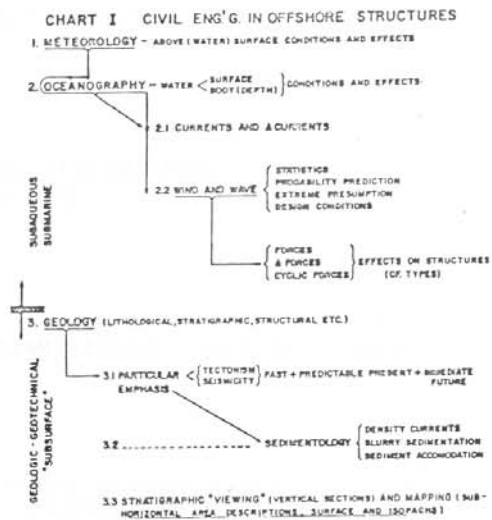 CHART I CIVIL ENG'G. IN OFFSHORE STRUCTURES
1. METEOROLOGY - ABOVE (WATER) SURFACE CONDITIONS AND EFFECTS
2. OCEANOGRAPHY - WATER < SURFACE BODY (DEPTH) } CONDITIONS AND EFFECTS
2.1 CURRENTS AND Δ CURRENTS
2.2 WIND AND WAVE
STATISTICS
PROBABILITY PREDICTION
EXTREME PRESUMPTION
DESIGN CONDITIONS
SUBAQUEOUS
SUBMARINE
FORCES
Δ FORCES
CYCLIC FORCES
EFFECTS ON STRUCTURES
(CF. TYPES)
3. GEOLOGY (LITHOLOGICAL, STRATIGRAPHIC, STRUCTURAL ETC.)
3.1 PARTICULAR EMPHASIS < { TECTONISM SEISMICITY } PAST + PREDICTABLE PRESENT + IMMEDIATE FUTURE
GEOLOGIC - GEOTECHNICAL
"SUBSURFACE"
3.2 -------------- SEDIMENTOLOGY
DENSITY CURRENTS
SLURRY SEDIMENTATION
SEDIMENT ACCOMODATION
3.3 STRATIGRAPHIC "VIEWING" (VERTICAL SECTIONS) AND MAPPING (SUB-
HORIZONTAL AREA DESCRIPTIONS, SURFACE AND ISOPACHS)